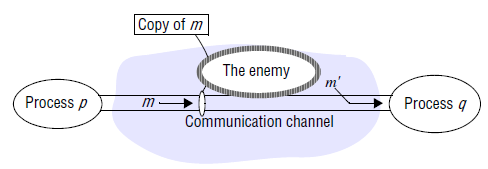 Copy of m
The enemy
Process p
m
m'
Process q
Communication channel